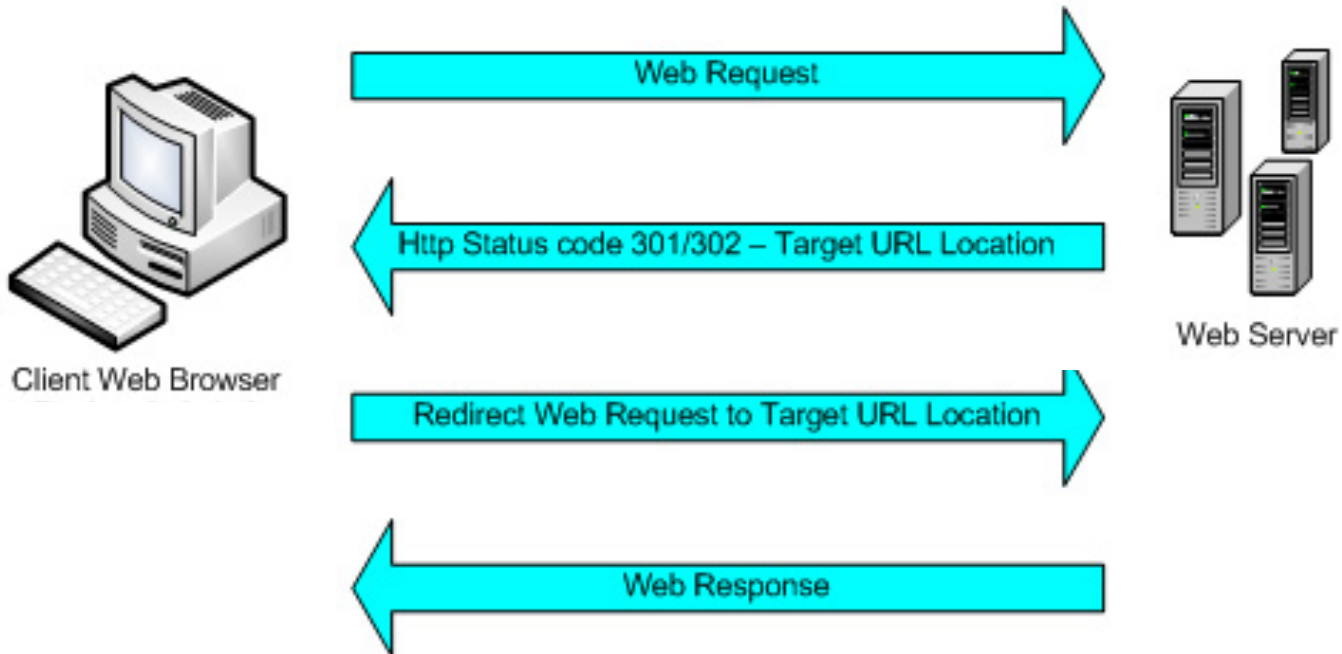 Web Request
Http Status code 301/302 – Target URL Location
Web Server
Client Web Browser
Redirect Web Request to Target URL Location
Web Response